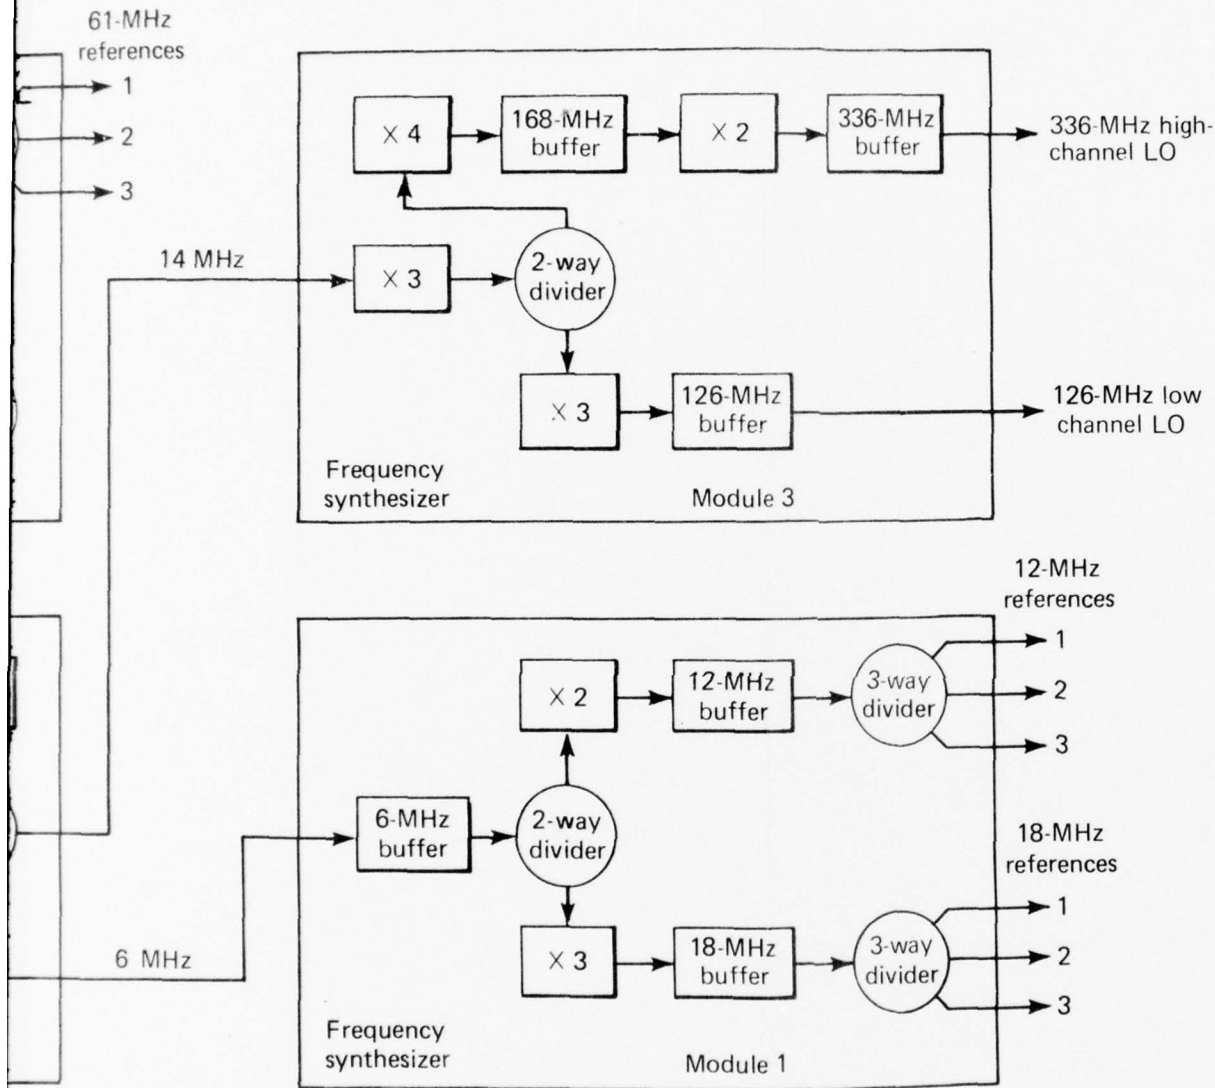 61-MHz
references
1
2
3
X 4
168-MHz
buffer
X 2
336-MHz
buffer
336-MHz high-
channel LO
14 MHz
X 3
2-way
divider
X 3
126-MHz
buffer
126-MHz low
channel LO
Frequency
synthesizer
Module 3
12-MHz
references
X 2
12-MHz
buffer
3-way
divider
1
2
3
6-MHz
buffer
2-way
divider
18-MHz
references
X 3
18-MHz
buffer
3-way
divider
1
2
3
6 MHz
Frequency
synthesizer
Module 1